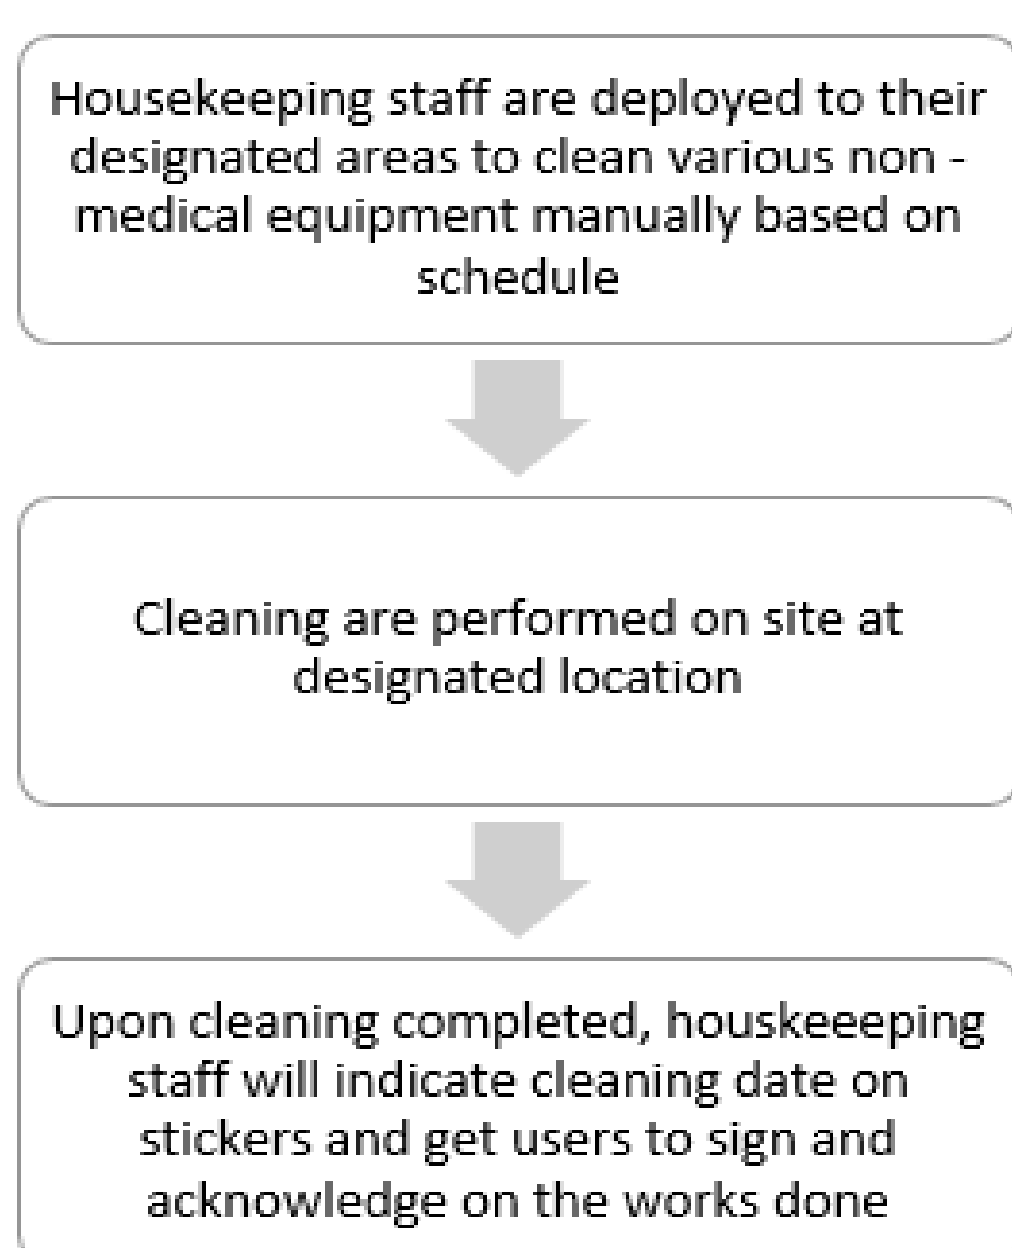 Housekeeping staff are deployed to their
designated areas to clean various non -
medical equipment manually based on
schedule
Cleaning are performed on site at
designated location
Upon cleaning completed, houskeeeping
staff will indicate cleaning date on
stickers and get users to sign and
acknowledge on the works done